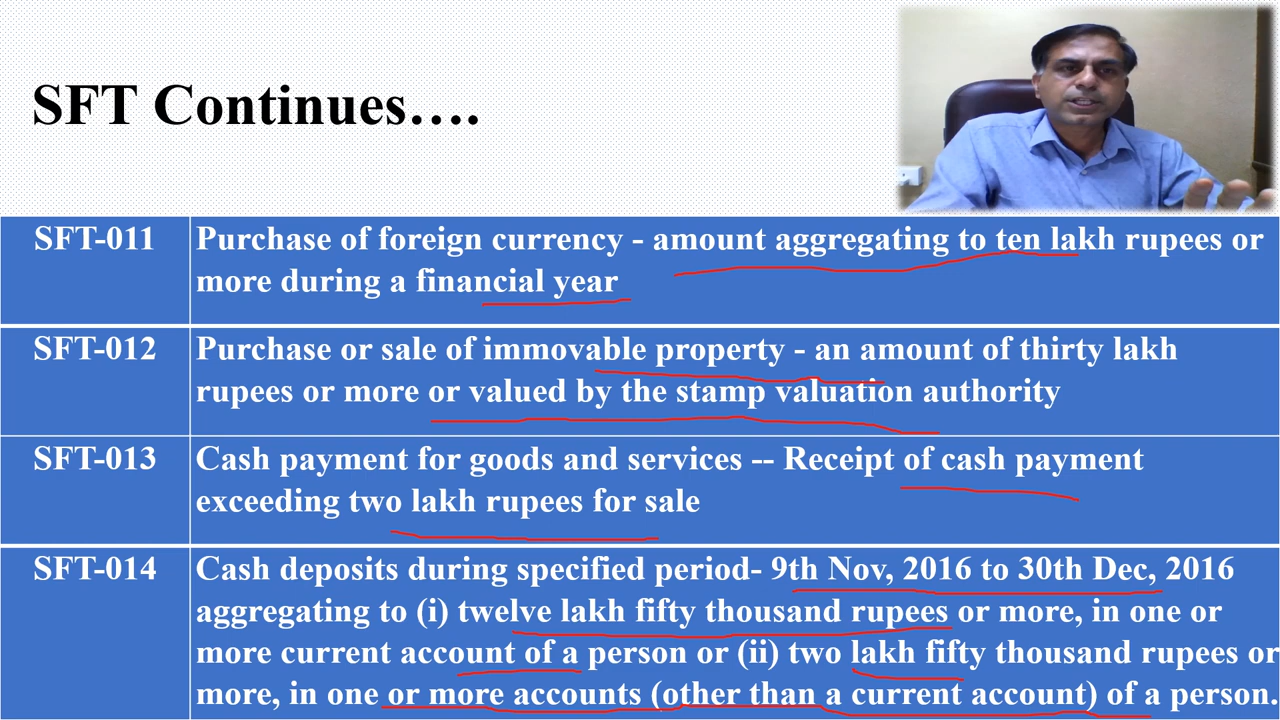 SFT Continues….
SFT-011
Purchase of foreign currency - amount aggregating to ten lakh rupees or
more during a financial year
SFT-012
Purchase or sale of immovable property - an amount of thirty lakh
rupees or more or valued by the stamp valuation authority
SFT-013
Cash payment for goods and services -- Receipt of cash payment
exceeding two lakh rupees for sale
SFT-014
Cash deposits during specified period- 9th Nov, 2016 to 30th Dec, 2016
aggregating to (i) twelve lakh fifty thousand rupees or more, in one or
more current account of a person or (ii) two lakh fifty thousand rupees or
more, in one or more accounts (other than a current account) of a person.